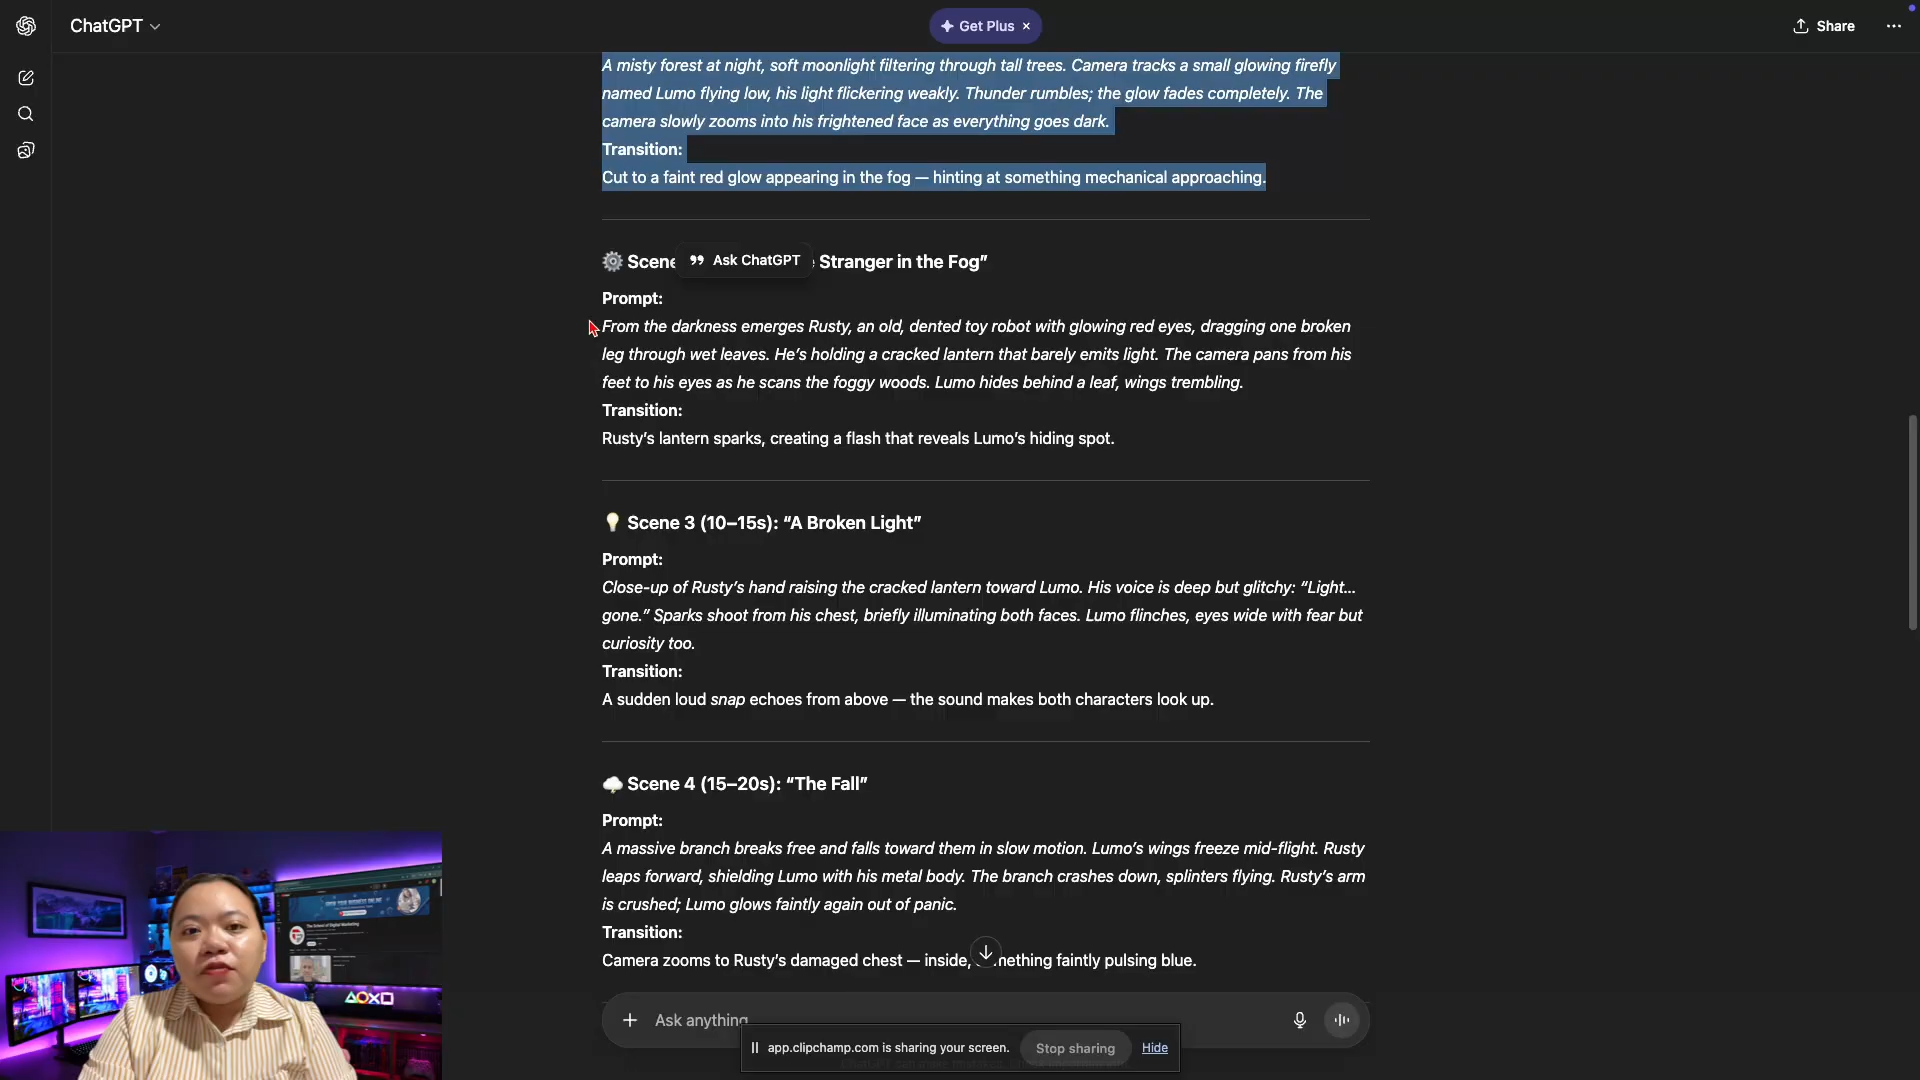 ChatGPT
Get Plus ×
Share
A misty forest at night, soft moonlight filtering through tall trees. Camera tracks a small glowing firefly
named Lumo flying low, his light flickering weakly. Thunder rumbles; the glow fades completely. The
camera slowly zooms into his frightened face as everything goes dark.
Transition:
Cut to a faint red glow appearing in the fog — hinting at something mechanical approaching.
Scene
Ask ChatGPT
Stranger in the Fog”
Prompt:
From the darkness emerges Rusty, an old, dented toy robot with glowing red eyes, dragging one broken
leg through wet leaves. He’s holding a cracked lantern that barely emits light. The camera pans from his
feet to his eyes as he scans the foggy woods. Lumo hides behind a leaf, wings trembling.
Transition:
Rusty’s lantern sparks, creating a flash that reveals Lumo’s hiding spot.
Scene 3 (10–15s): “A Broken Light”
Prompt:
Close-up of Rusty’s hand raising the cracked lantern toward Lumo. His voice is deep but glitchy: “Light…
gone.” Sparks shoot from his chest, briefly illuminating both faces. Lumo flinches, eyes wide with fear but
curiosity too.
Transition:
A sudden loud snap echoes from above — the sound makes both characters look up.
Scene 4 (15–20s): “The Fall”
Prompt:
A massive branch breaks free and falls toward them in slow motion. Lumo’s wings freeze mid-flight. Rusty
leaps forward, shielding Lumo with his metal body. The branch crashes down, splinters flying. Rusty’s arm
is crushed; Lumo glows faintly again out of panic.
Transition:
Camera zooms to Rusty’s damaged chest — inside, mething faintly pulsing blue.
Ask anything
app.clipchamp.com is sharing your screen.
Stop sharing
Hide
The School of Digital Marketing